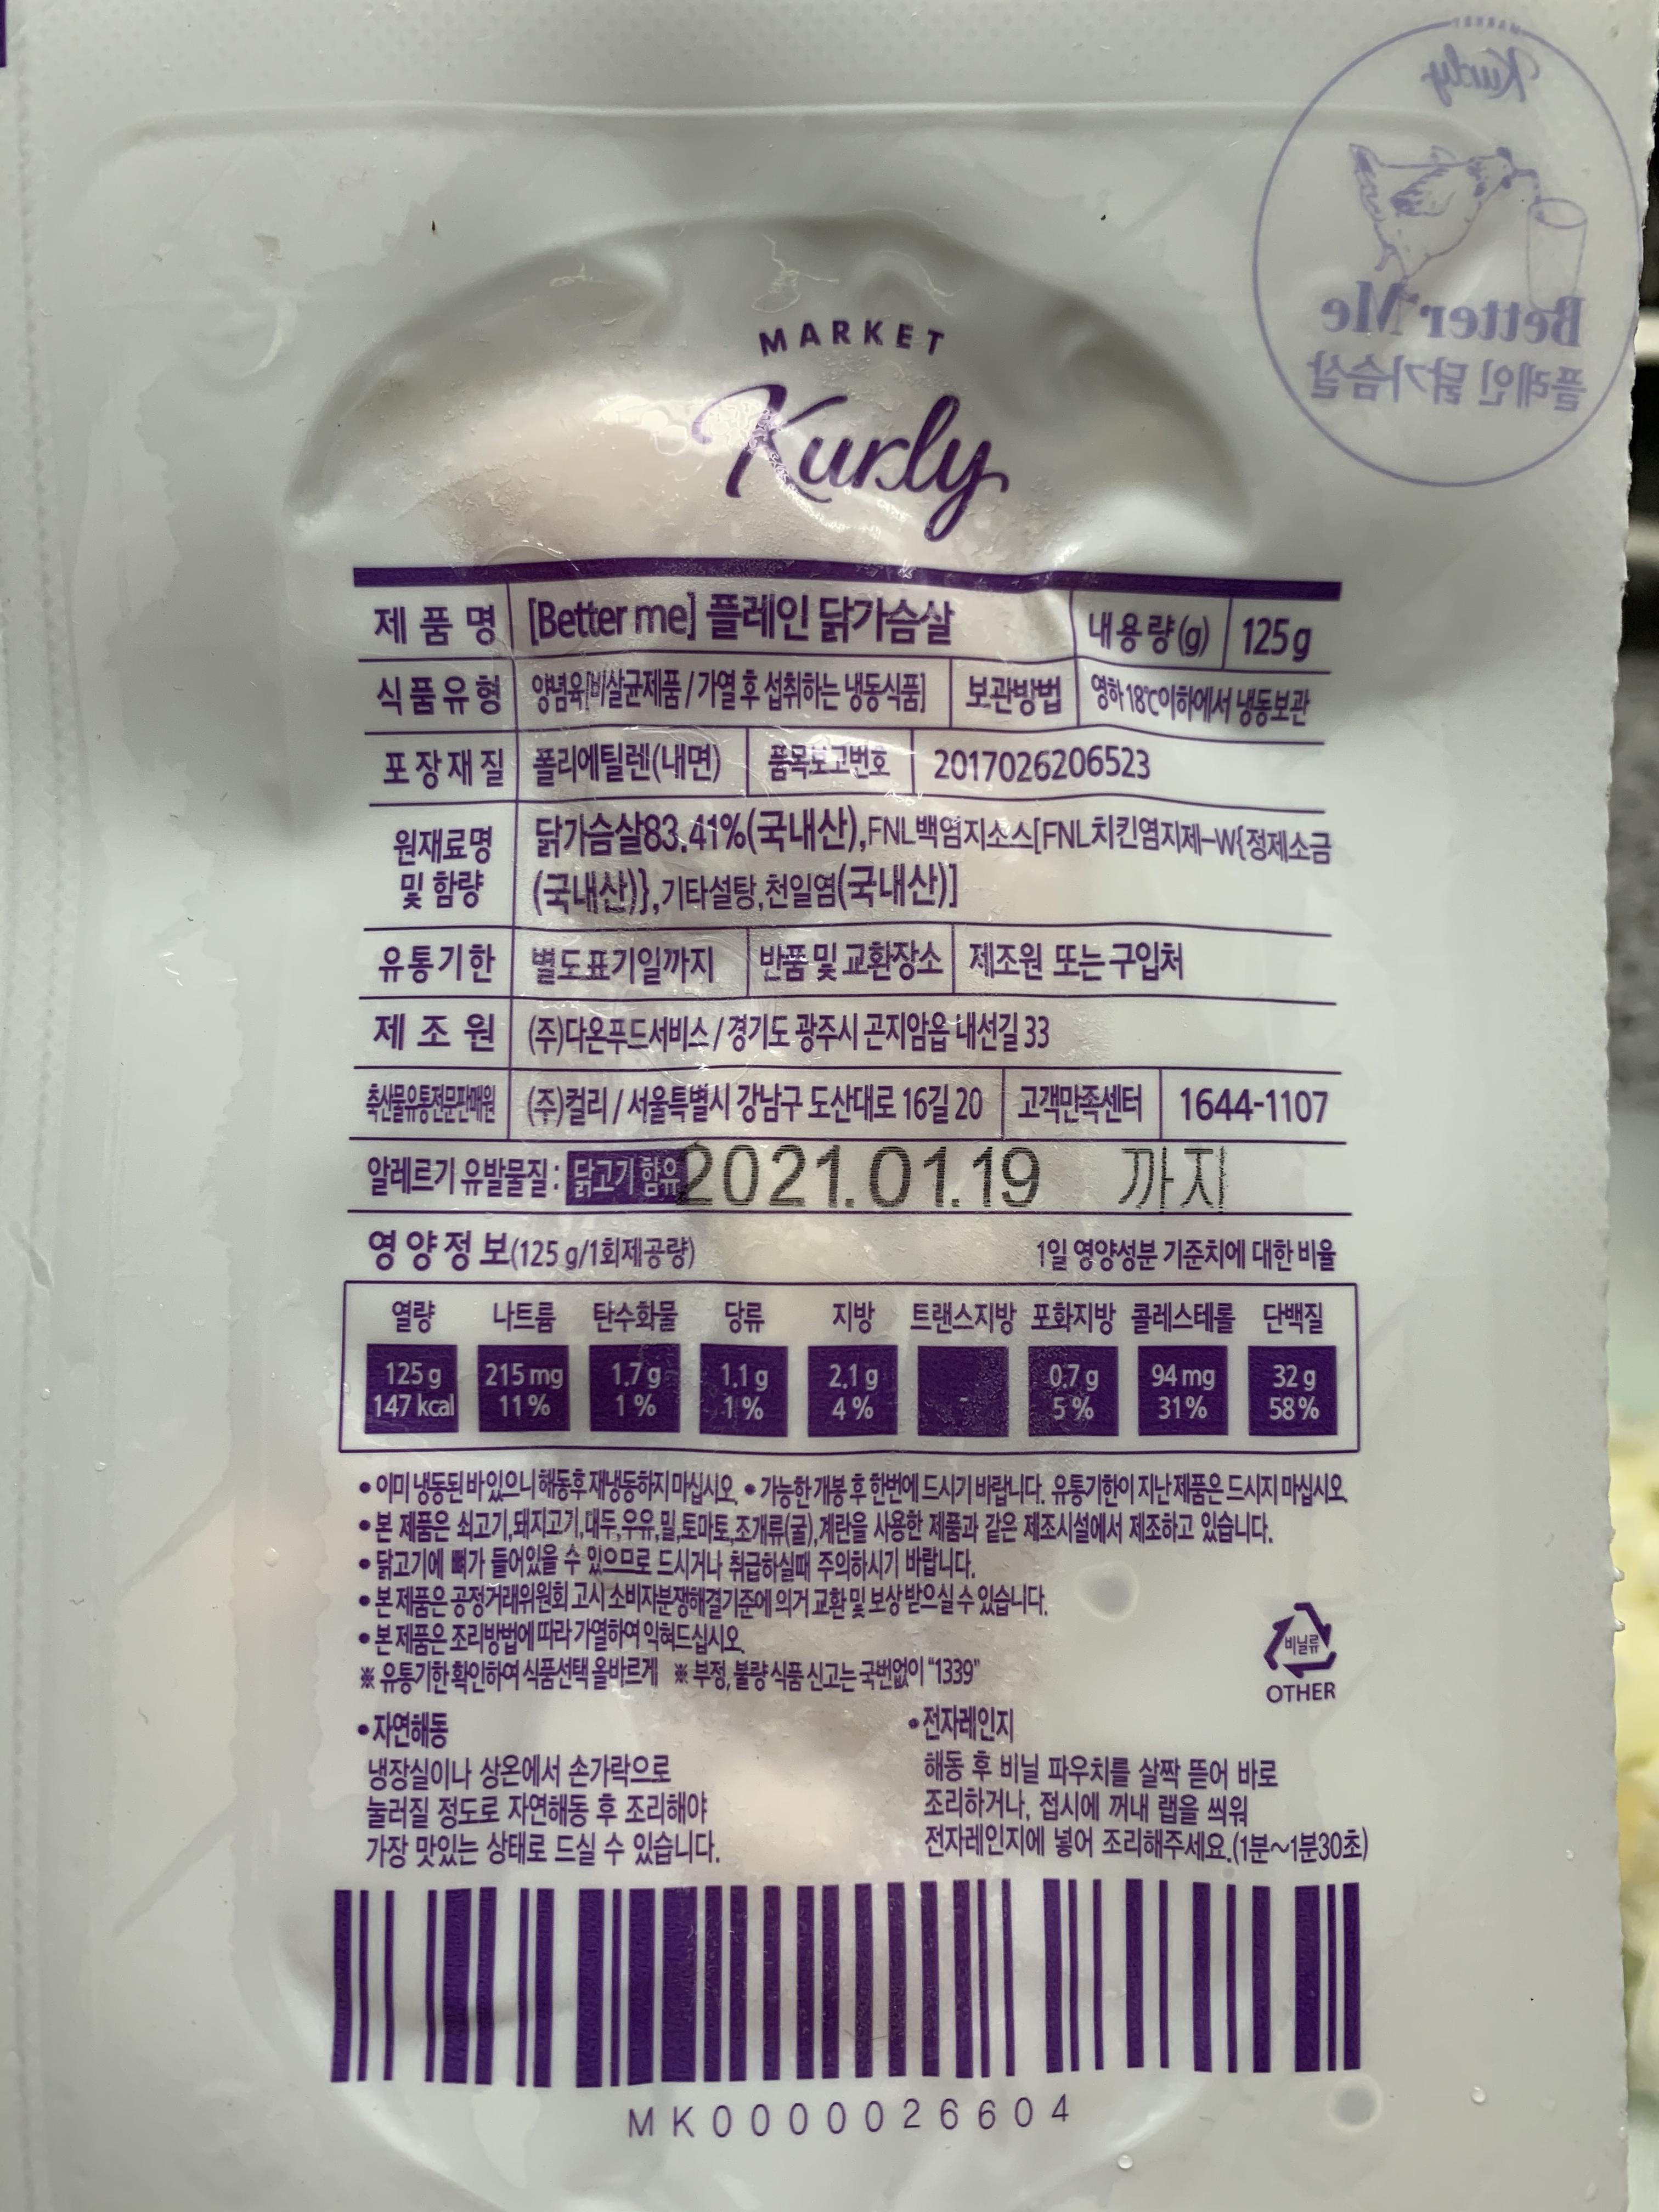 MARKET
Kurly
Better Me
플레인 닭가슴살
MARKET
Kurly
제품명 [Better me] 플레인 닭가슴살 내용량(g) 125g
식품유형 양념육[비살균제품/가열 후 섭취하는 냉동식품] 보관방법 영하 18℃이하에서 냉동보관
포장재질 폴리에틸렌(내면) 품목보고번호 2017026206523
원재료명 및 함량 닭가슴살83.41%(국내산),FNL백염지소스[FNL치킨염지제-W{정제소금
(국내산)},기타설탕,천일염(국내산)]
유통기한 별도표기일까지 반품 및 교환장소 제조원 또는 구입처
제조원 (주)다온푸드서비스/경기도 광주시 곤지암읍 내선길 33
축산물유통전문판매원 (주)컬리/서울특별시 강남구 도산대로 16길 20 고객만족센터 1644-1107
알레르기 유발물질: 닭고기 함유 2021.01.19 까지
영양정보(125 g/1회제공량) 1일 영양성분 기준치에 대한 비율
열량 나트륨 탄수화물 당류 지방 트랜스지방 포화지방 콜레스테롤 단백질
125 g 215 mg 1.7 g 1.1 g 2.1 g - 0.7 g 94 mg 32 g
147 kcal 11 % 1 % 1 % 4 % 5 % 31% 58%
• 이미 냉동된 바 있으니 해동후 재냉동하지 마십시오. • 가능한 개봉 후 한번에 드시기 바랍니다. 유통기한이 지난 제품은 드시지 마십시오.
• 본 제품은 쇠고기,돼지고기,대두,우유,밀,토마토,조개류(굴),계란을 사용한 제품과 같은 제조시설에서 제조하고 있습니다.
• 닭고기에 뼈가 들어있을 수 있으므로 드시거나 취급하실때 주의하시기 바랍니다.
• 본 제품은 공정거래위원회 고시 소비자분쟁해결기준에 의거 교환 및 보상 받으실 수 있습니다.
• 본 제품은 조리방법에 따라 가열하여 익혀드십시오.
※ 유통기한 확인하여 식품선택 올바르게 ※ 부정, 불량 식품 신고는 국번없이 "1339"
비닐류
OTHER
• 자연해동
냉장실이나 상온에서 손가락으로
눌러질 정도로 자연해동 후 조리해야
가장 맛있는 상태로 드실 수 있습니다.
• 전자레인지
해동 후 비닐 파우치를 살짝 뜯어 바로
조리하거나, 접시에 꺼내 랩을 씌워
전자레인지에 넣어 조리해주세요.(1분~1분30초)
MK0000026604